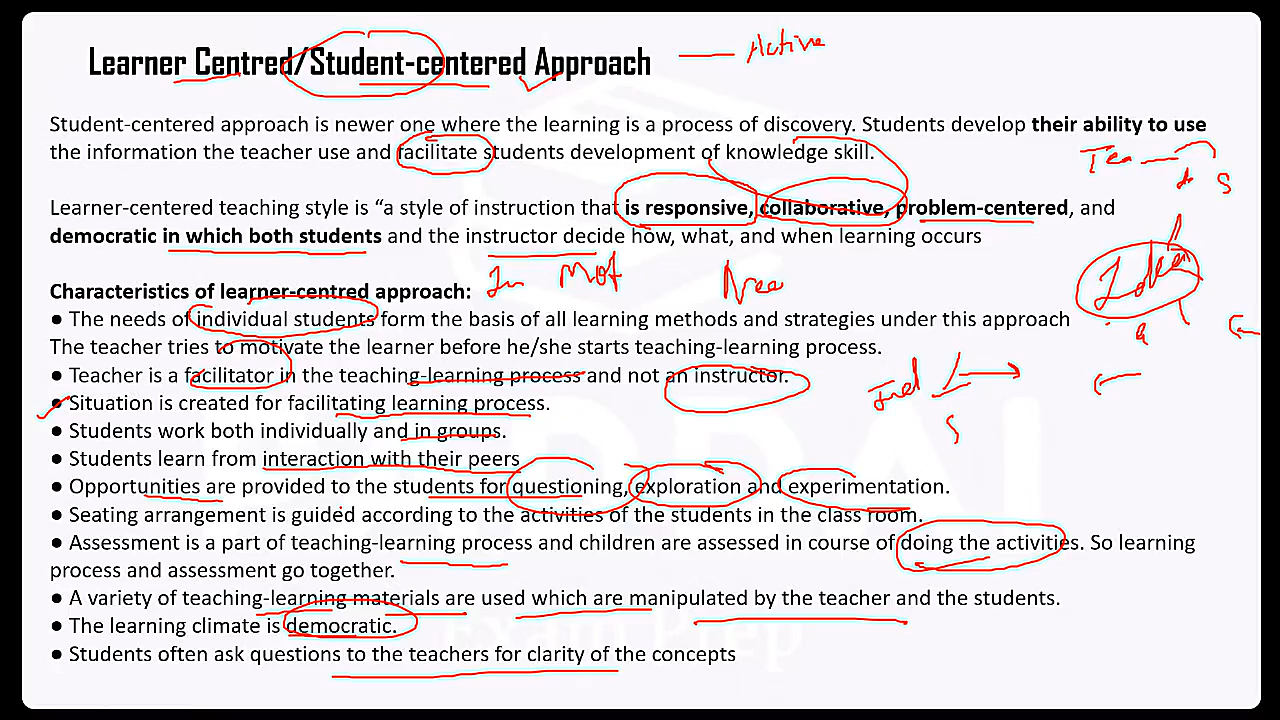 Learner Centred/Student-centered Approach — Active
Student-centered approach is newer one where the learning is a process of discovery. Students develop their ability to use
the information the teacher use and facilitate students development of knowledge skill.
Tea S
Learner-centered teaching style is “a style of instruction that is responsive, collaborative, problem-centered, and
democratic in which both students and the instructor decide how, what, and when learning occurs
In Mot Nee
Characteristics of learner-centred approach:
● The needs of individual students form the basis of all learning methods and strategies under this approach
The teacher tries to motivate the learner before he/she starts teaching-learning process.
● Teacher is a facilitator in the teaching-learning process and not an instructor.
● Situation is created for facilitating learning process.
● Students work both individually and in groups.
S
● Students learn from interaction with their peers
● Opportunities are provided to the students for questioning, exploration and experimentation.
● Seating arrangement is guided according to the activities of the students in the class room.
● Assessment is a part of teaching-learning process and children are assessed in course of doing the activities. So learning
process and assessment go together.
● A variety of teaching-learning materials are used which are manipulated by the teacher and the students.
● The learning climate is democratic.
● Students often ask questions to the teachers for clarity of the concepts